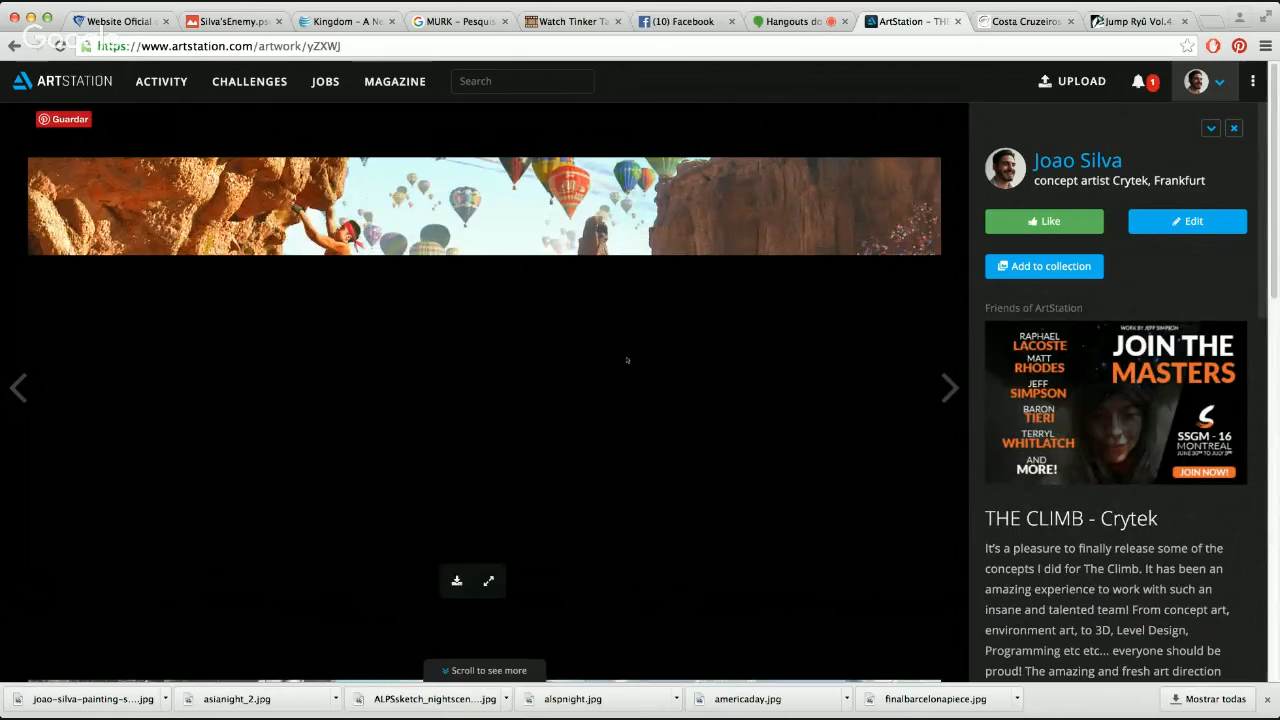 Website Oficial
Silva'sEnemy.ps
Kingdom - A Ne
MURK - Pesquis
Watch Tinker Ta
(10) Facebook
Hangouts do
ArtStation - THE
Costa Cruzeiros
Jump Ryū Vol.4
https://www.artstation.com/artwork/yZXWJ
ARTSTATION
ACTIVITY
CHALLENGES
JOBS
MAGAZINE
Search
UPLOAD
1
Guardar
Joao Silva
concept artist Crytek, Frankfurt
Like
Edit
Add to collection
Friends of ArtStation
WORK BY JEFF SIMPSON
RAPHAEL
LACOSTE
MATT
RHODES
JEFF
SIMPSON
BARON
TIERI
TERRYL
WHITLATCH
AND
MORE!
JOIN THE
MASTERS
SSGM - 16
MONTREAL
JOIN NOW!
THE CLIMB - Crytek
It's a pleasure to finally release some of the
concepts I did for The Climb. It has been an
amazing experience to work with such an
insane and talented team! From concept art,
environment art, to 3D, Level Design,
Programming etc etc... everyone should be
proud! The amazing and fresh art direction
Scroll to see more
joao-silva-painting-s....jpg
asianight_2.jpg
ALPSsketch_nightscen....jpg
alspnight.jpg
americaday.jpg
finalbarcelonapiece.jpg
Mostrar todas